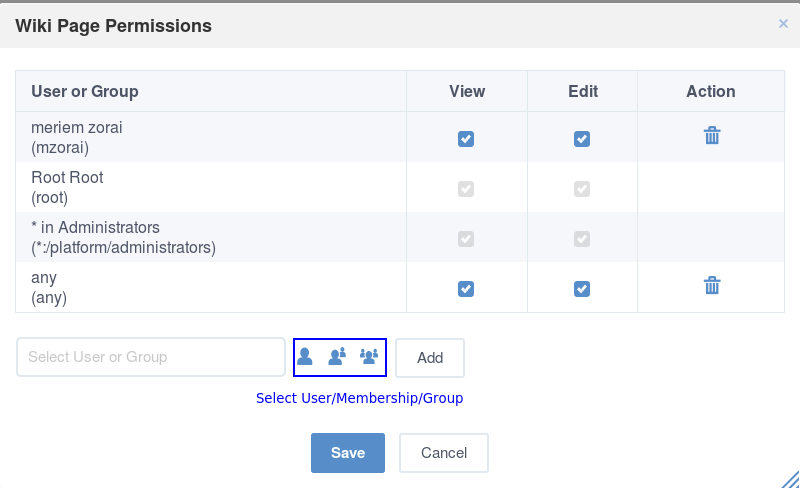 Wiki Page Permissions ×
User or Group View Edit Action
meriem zorai
(mzorai)
Root Root
(root)
* in Administrators
(*:/platform/administrators)
any
(any)
Select User or Group Add
Select User/Membership/Group
Save Cancel